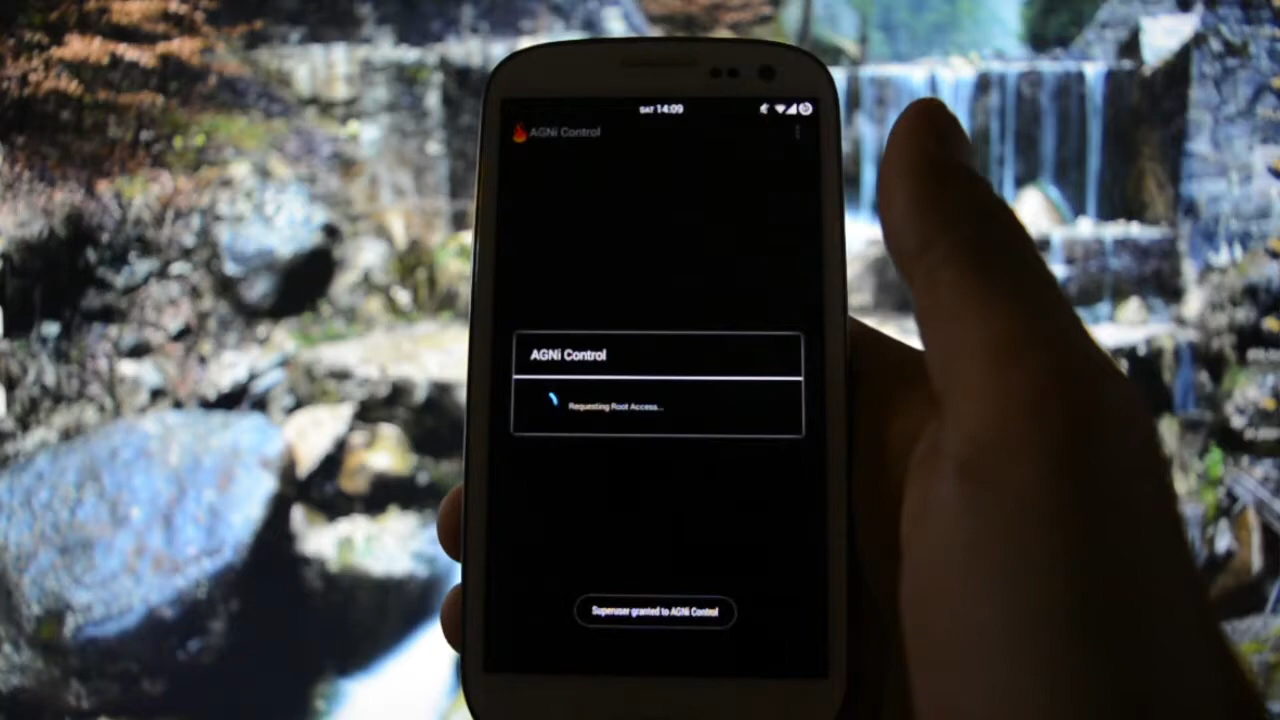 SAT 14:09
AGNi Control
AGNi Control
Requesting Root Access...
Superuser granted to AGNi Control